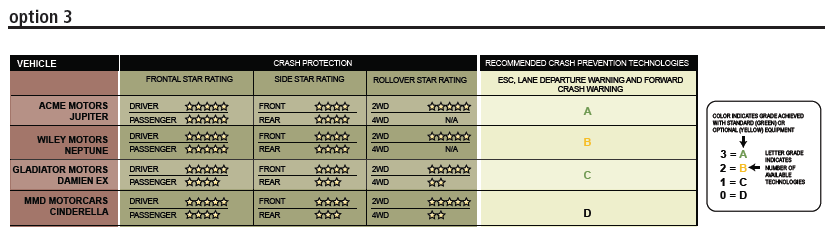 option 3
VEHICLE CRASH PROTECTION RECOMMENDED CRASH PREVENTION TECHNOLOGIES
FRONTAL STAR RATING SIDE STAR RATING ROLLOVER STAR RATING ESC, LANE DEPARTURE WARNING AND FORWARD
CRASH WARNING
ACME MOTORS DRIVER FRONT 2WD A
JUPITER PASSENGER REAR 4WD N/A
WILEY MOTORS DRIVER FRONT 2WD B
NEPTUNE PASSENGER REAR 4WD N/A
GLADIATOR MOTORS DRIVER FRONT 2WD C
DAMIEN EX PASSENGER REAR 4WD
MMD MOTORCARS DRIVER FRONT 2WD D
CINDERELLA PASSENGER REAR 4WD
COLOR INDICATES GRADE ACHIEVED
WITH STANDARD (GREEN) OR
OPTIONAL (YELLOW) EQUIPMENT
3 = A
2 = B
1 = C
0 = D
LETTER GRADE
INDICATES
NUMBER OF
AVAILABLE
TECHNOLOGIES